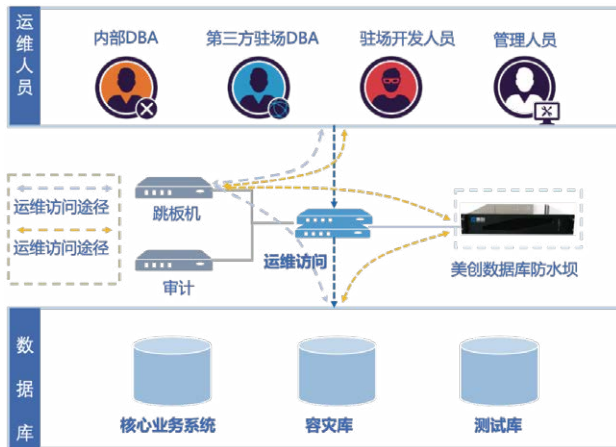 运维人员
内部DBA
第三方驻场DBA
驻场开发人员
管理人员
运维访问途径
运维访问途径
跳板机
审计
运维访问
美创数据库防水坝
数据库
核心业务系统
容灾库
测试库